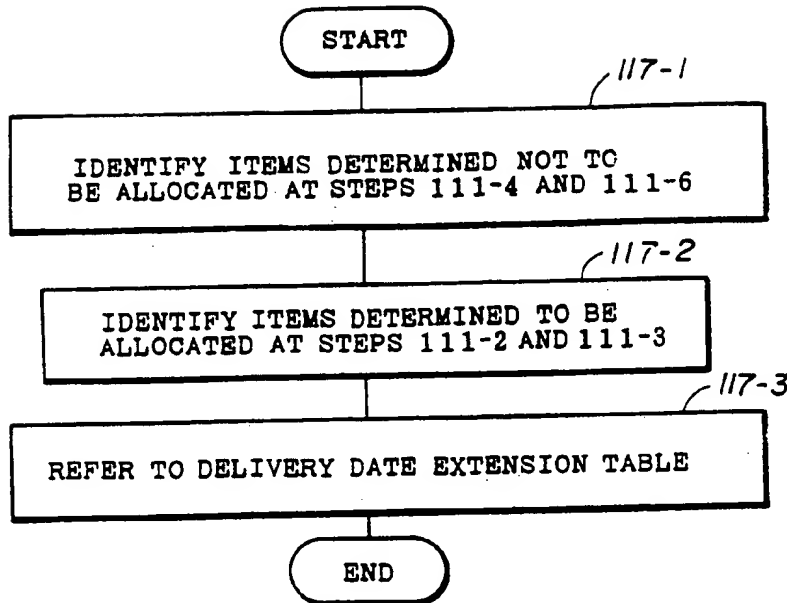 START
117-1
IDENTIFY ITEMS DETERMINED NOT TO
BE ALLOCATED AT STEPS 111-4 AND 111-6
117-2
IDENTIFY ITEMS DETERMINED TO BE
ALLOCATED AT STEPS 111-2 AND 111-3
117-3
REFER TO DELIVERY DATE EXTENSION TABLE
END